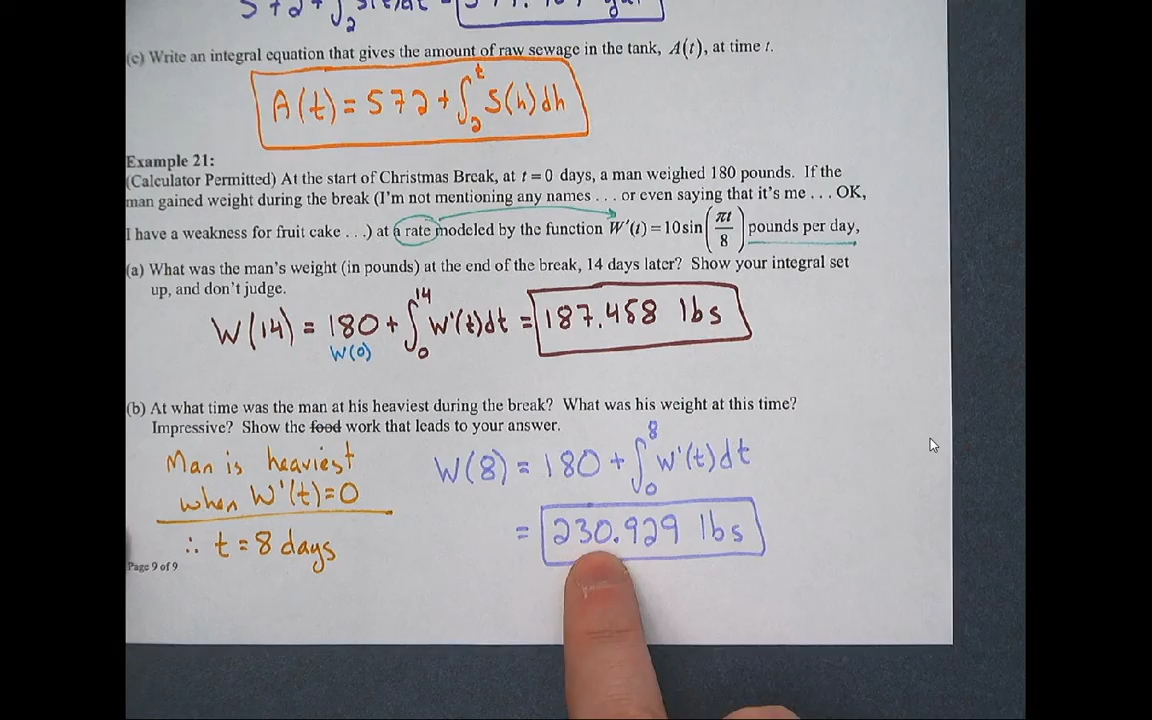 572+∫₂ S(t)dt
(c) Write an integral equation that gives the amount of raw sewage in the tank, A(t), at time t.
A(t) = 572 + ∫₂ᵗ S(h)dh
Example 21:
(Calculator Permitted) At the start of Christmas Break, at t = 0 days, a man weighed 180 pounds. If the
man gained weight during the break (I'm not mentioning any names . . . or even saying that it's me . . . OK,
I have a weakness for fruit cake . . .) at a rate modeled by the function W'(t) = 10 sin(πt/8) pounds per day,
(a) What was the man's weight (in pounds) at the end of the break, 14 days later? Show your integral set
up, and don't judge.
W(14) = 180 + ∫₀¹⁴ W'(t)dt = 187.458 lbs
W(0)
(b) At what time was the man at his heaviest during the break? What was his weight at this time?
Impressive? Show the food work that leads to your answer.
Man is heaviest
when W'(t)=0
∴ t = 8 days
W(8) = 180 + ∫₀⁸ W'(t)dt
= 230.929 lbs
Page 9 of 9